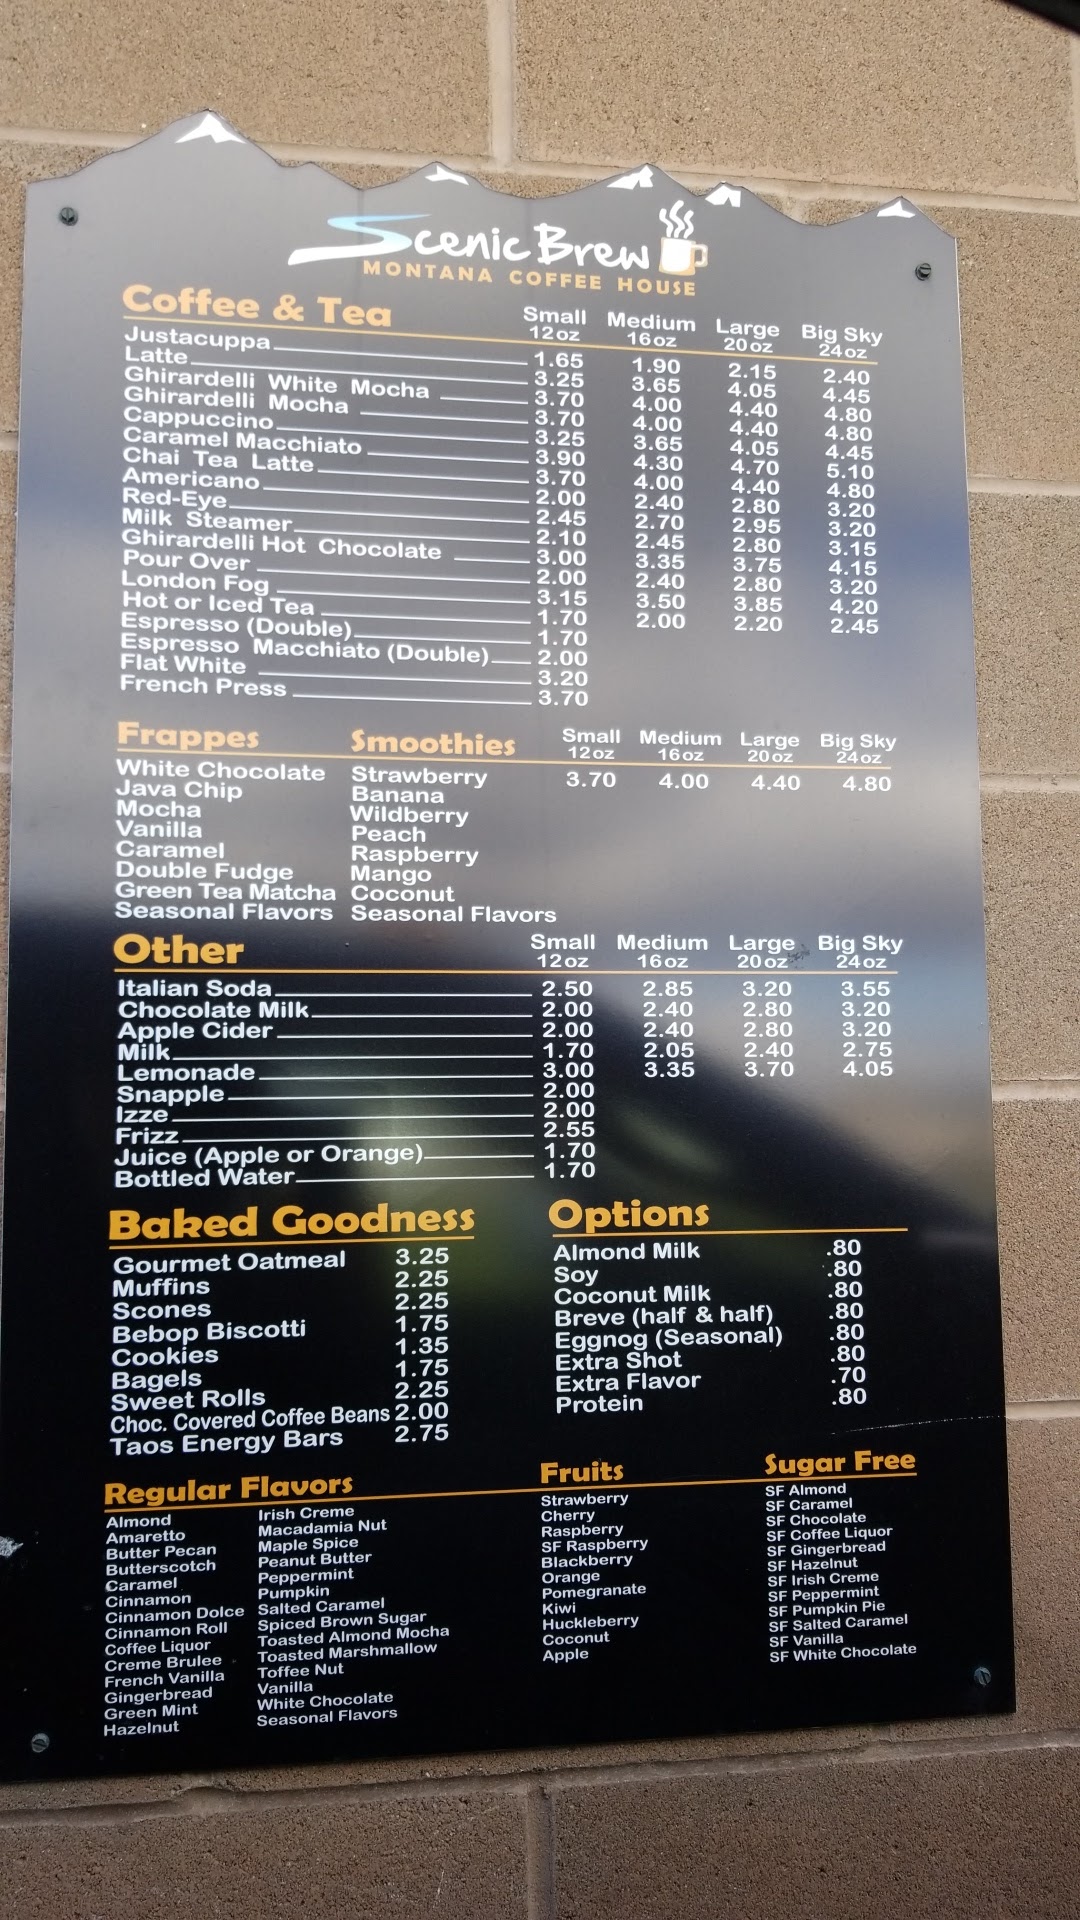 Scenic Brew
MONTANA COFFEE HOUSE
Coffee & Tea Small Medium Large Big Sky
12oz 16oz 20oz 24oz
Justacuppa 1.65 1.90 2.15 2.40
Latte 3.25 3.65 4.05 4.45
Ghirardelli White Mocha 3.70 4.00 4.40 4.80
Ghirardelli Mocha 3.70 4.00 4.40 4.80
Cappuccino 3.25 3.65 4.05 4.45
Caramel Macchiato 3.90 4.30 4.70 5.10
Chai Tea Latte 3.70 4.00 4.40 4.80
Americano 2.00 2.40 2.80 3.20
Red-Eye 2.45 2.70 2.95 3.20
Milk Steamer 2.10 2.45 2.80 3.15
Ghirardelli Hot Chocolate 3.00 3.35 3.75 4.15
Pour Over 2.00 2.40 2.80 3.20
London Fog 3.15 3.50 3.85 4.20
Hot or Iced Tea 1.70 2.00 2.20 2.45
Espresso (Double) 1.70
Espresso Macchiato (Double) 2.00
Flat White 3.20
French Press 3.70
Frappes Smoothies Small Medium Large Big Sky
12oz 16oz 20oz 24oz
White Chocolate Strawberry 3.70 4.00 4.40 4.80
Java Chip Banana
Mocha Wildberry
Vanilla Peach
Caramel Raspberry
Double Fudge Mango
Green Tea Matcha Coconut
Seasonal Flavors Seasonal Flavors
Other Small Medium Large Big Sky
12oz 16oz 20oz 24oz
Italian Soda 2.50 2.85 3.20 3.55
Chocolate Milk 2.00 2.40 2.80 3.20
Apple Cider 2.00 2.40 2.80 3.20
Milk 1.70 2.05 2.40 2.75
Lemonade 3.00 3.35 3.70 4.05
Snapple 2.00
Izze 2.00
Frizz 2.55
Juice (Apple or Orange) 1.70
Bottled Water 1.70
Baked Goodness
Gourmet Oatmeal 3.25
Muffins 2.25
Scones 2.25
Bebop Biscotti 1.75
Cookies 1.35
Bagels 1.75
Sweet Rolls 2.25
Choc. Covered Coffee Beans 2.00
Taos Energy Bars 2.75
Options
Almond Milk .80
Soy .80
Coconut Milk .80
Breve (half & half) .80
Eggnog (Seasonal) .80
Extra Shot .80
Extra Flavor .70
Protein .80
Regular Flavors
Almond
Amaretto
Butter Pecan
Butterscotch
Caramel
Cinnamon
Cinnamon Dolce
Cinnamon Roll
Coffee Liquor
Creme Brulee
French Vanilla
Gingerbread
Green Mint
Hazelnut
Irish Creme
Macadamia Nut
Maple Spice
Peanut Butter
Peppermint
Pumpkin
Salted Caramel
Spiced Brown Sugar
Toasted Almond Mocha
Toasted Marshmallow
Toffee Nut
Vanilla
White Chocolate
Seasonal Flavors
Fruits
Strawberry
Cherry
Raspberry
SF Raspberry
Blackberry
Orange
Pomegranate
Kiwi
Huckleberry
Coconut
Apple
Sugar Free
SF Almond
SF Caramel
SF Chocolate
SF Coffee Liquor
SF Gingerbread
SF Hazelnut
SF Irish Creme
SF Peppermint
SF Pumpkin Pie
SF Salted Caramel
SF Vanilla
SF White Chocolate